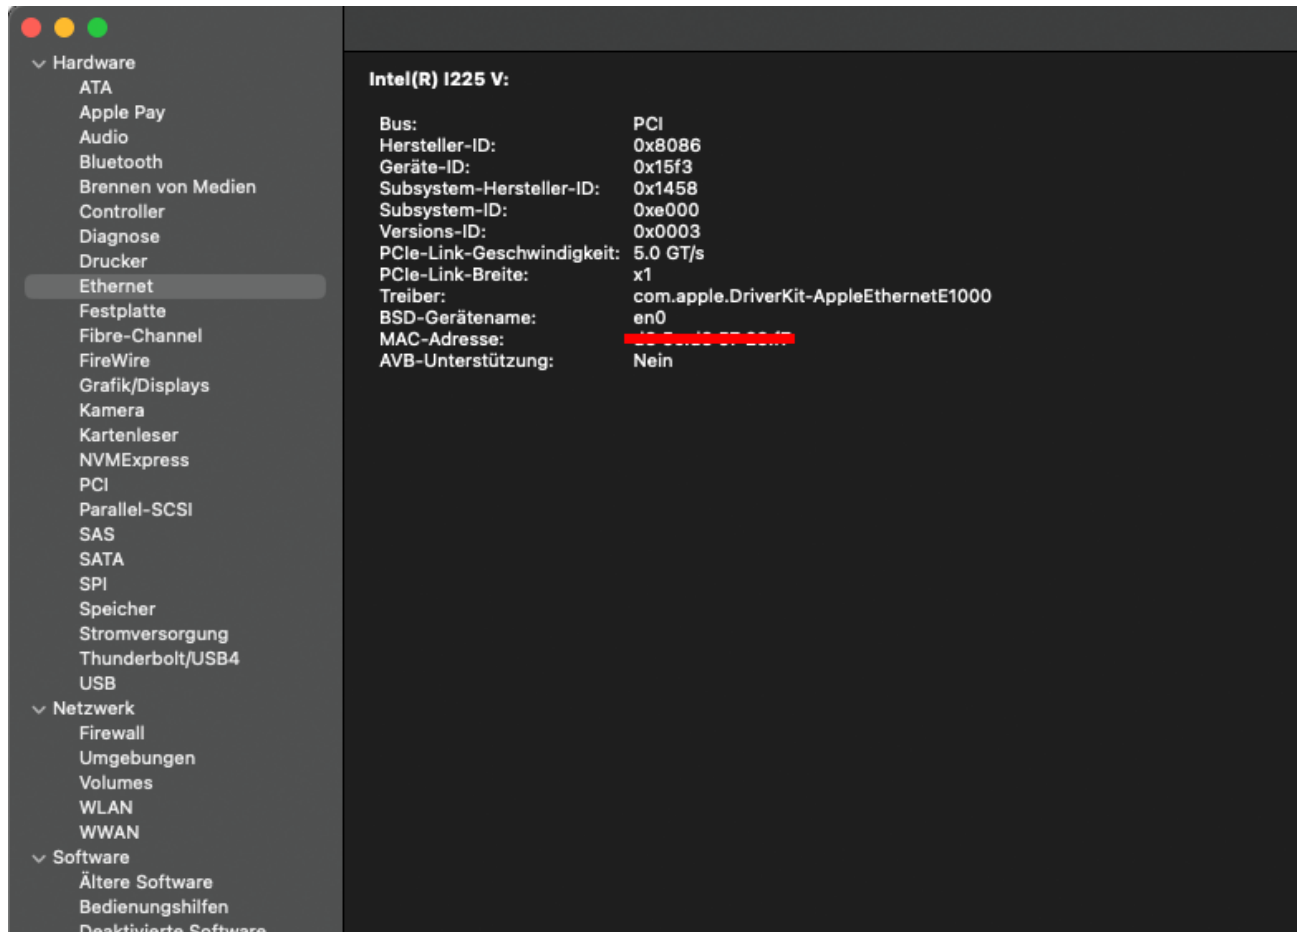 Hardware
ATA
Apple Pay
Audio
Bluetooth
Brennen von Medien
Controller
Diagnose
Drucker
Ethernet
Festplatte
Fibre-Channel
FireWire
Grafik/Displays
Kamera
Kartenleser
NVMExpress
PCI
Parallel-SCSI
SAS
SATA
SPI
Speicher
Stromversorgung
Thunderbolt/USB4
USB
Netzwerk
Firewall
Umgebungen
Volumes
WLAN
WWAN
Software
Ältere Software
Bedienungshilfen
Deaktivierte Software
Intel(R) I225 V:
Bus: PCI
Hersteller-ID: 0x8086
Geräte-ID: 0x15f3
Subsystem-Hersteller-ID: 0x1458
Subsystem-ID: 0xe000
Versions-ID: 0x0003
PCIe-Link-Geschwindigkeit: 5.0 GT/s
PCIe-Link-Breite: x1
Treiber: com.apple.DriverKit-AppleEthernetE1000
BSD-Gerätename: en0
MAC-Adresse:
AVB-Unterstützung: Nein